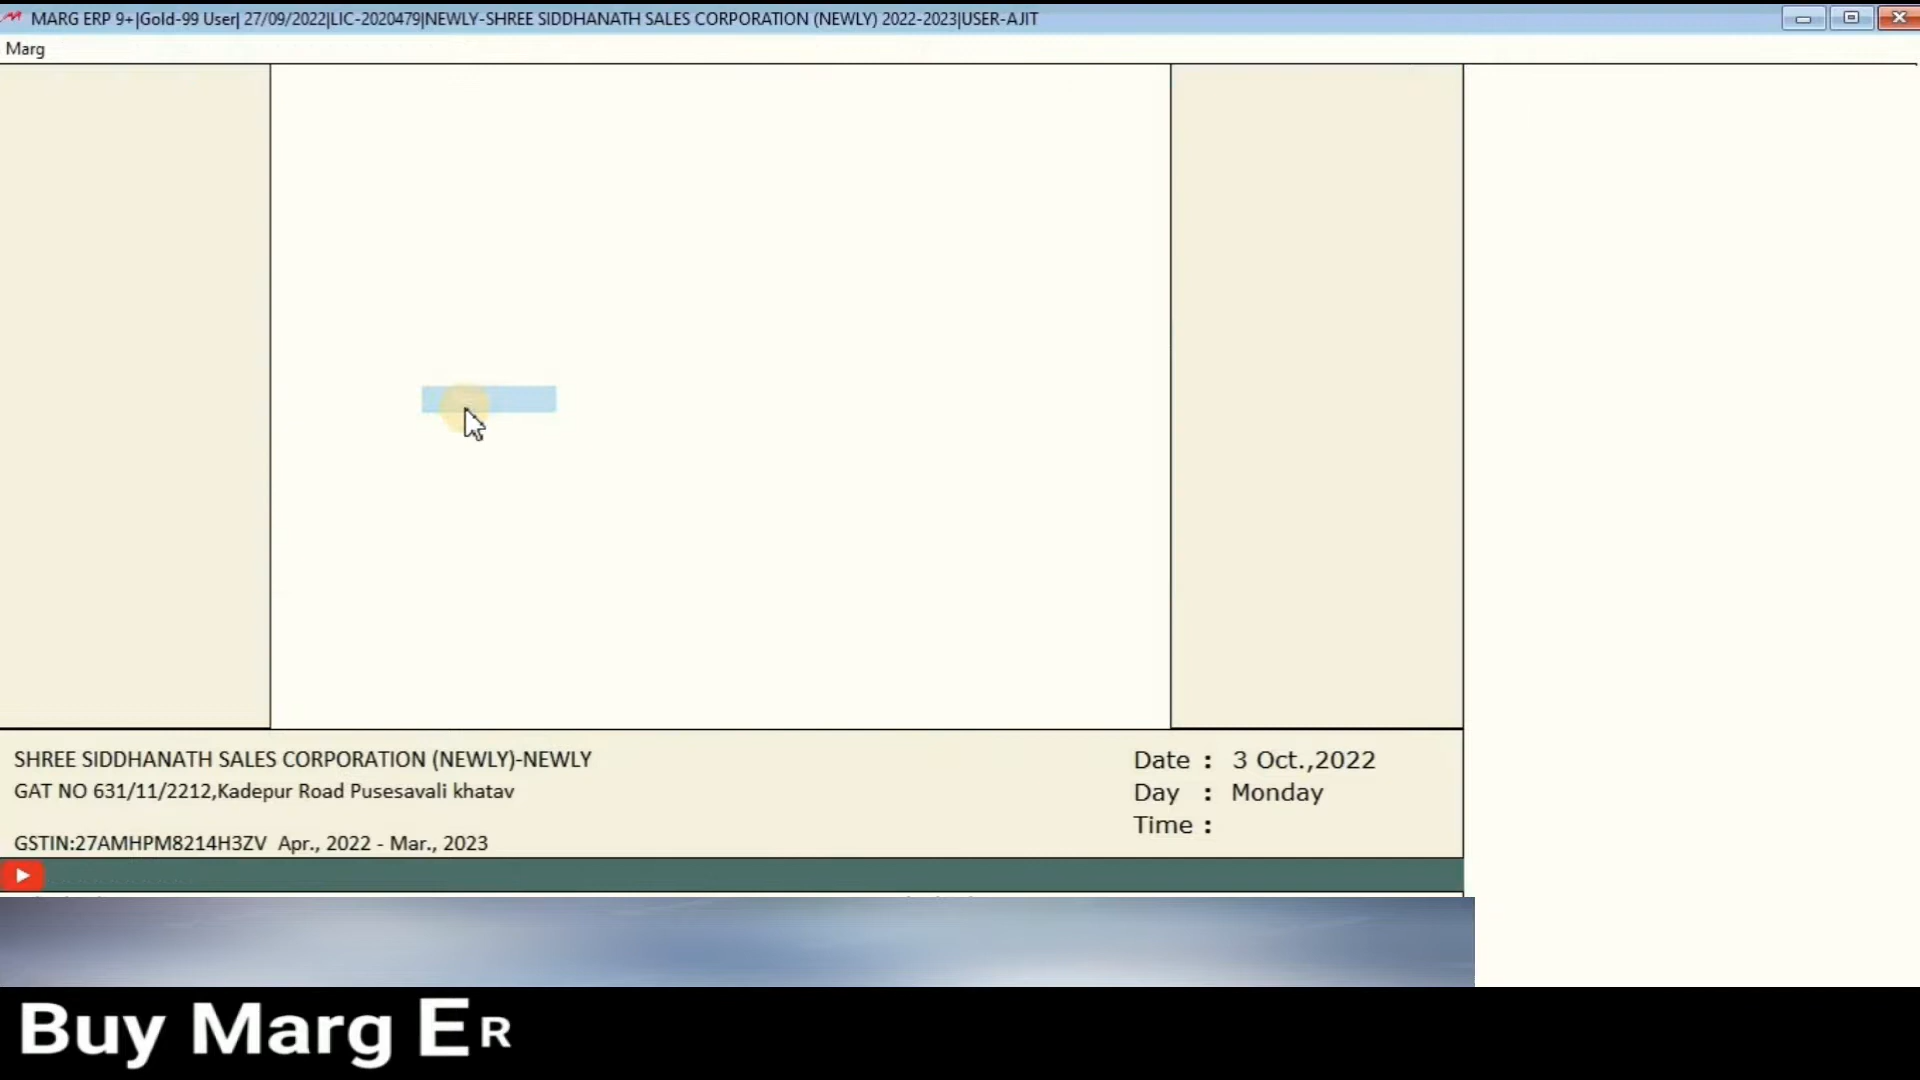 MARG ERP 9+|Gold-99 User| 27/09/2022|LIC-2020479|NEWLY-SHREE SIDDHANATH SALES CORPORATION (NEWLY) 2022-2023|USER-AJIT
Marg
SHREE SIDDHANATH SALES CORPORATION (NEWLY)-NEWLY
GAT NO 631/11/2212,Kadepur Road Pusesavali khatav
GSTIN:27AMHPM8214H3ZV Apr., 2022 - Mar., 2023
Date : 3 Oct.,2022
Day : Monday
Time :
Buy Marg ER